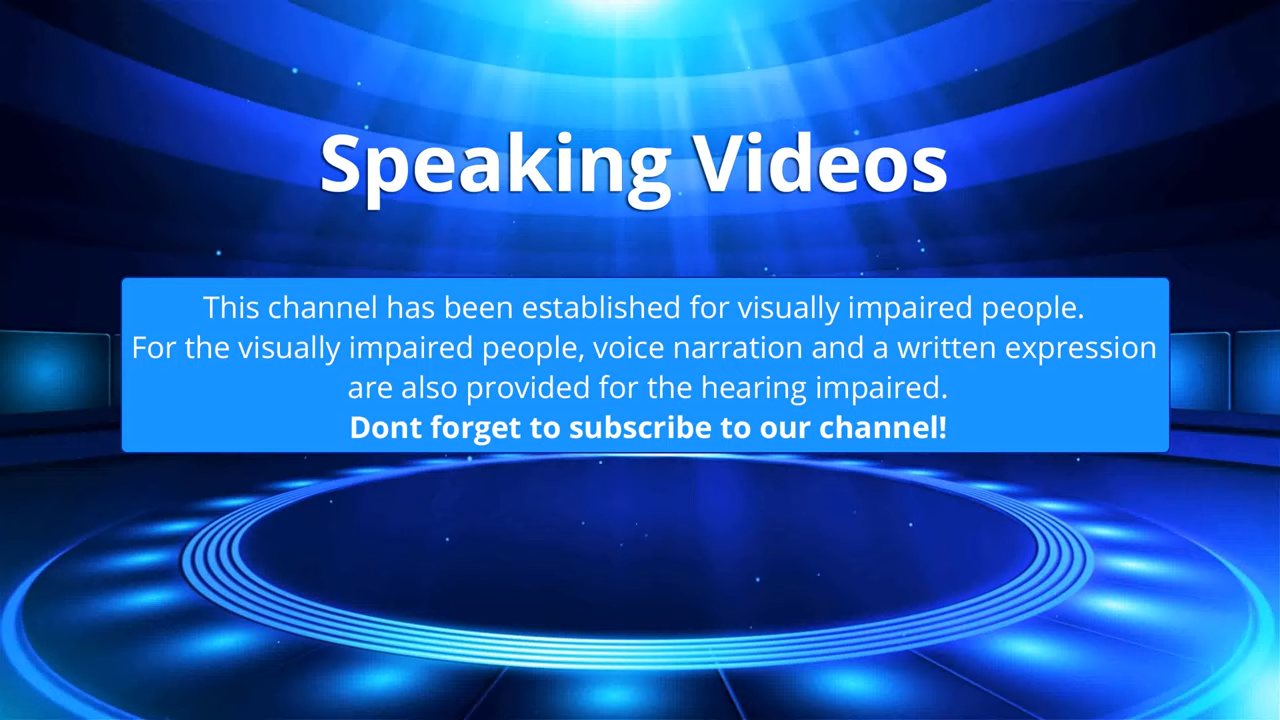 Speaking Videos
This channel has been established for visually impaired people.
For the visually impaired people, voice narration and a written expression
are also provided for the hearing impaired.
Dont forget to subscribe to our channel!